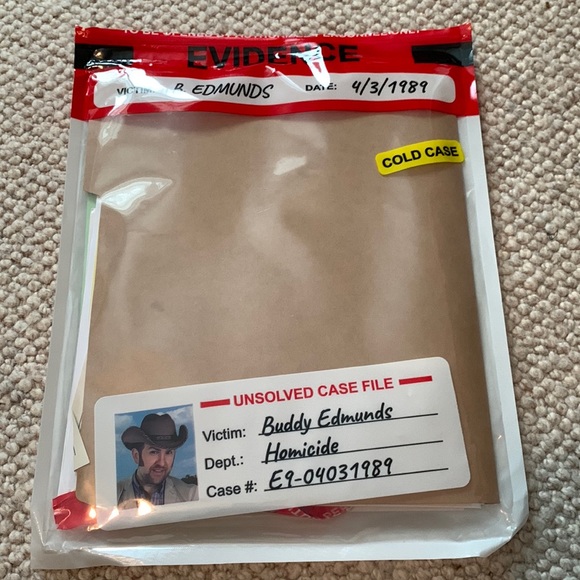 EVIDENCE
B. EDMUNDS DATE: 4/3/1989
COLD CASE
UNSOLVED CASE FILE
Victim: Buddy Edmunds
Dept.: Homicide
Case #: E9-04031989